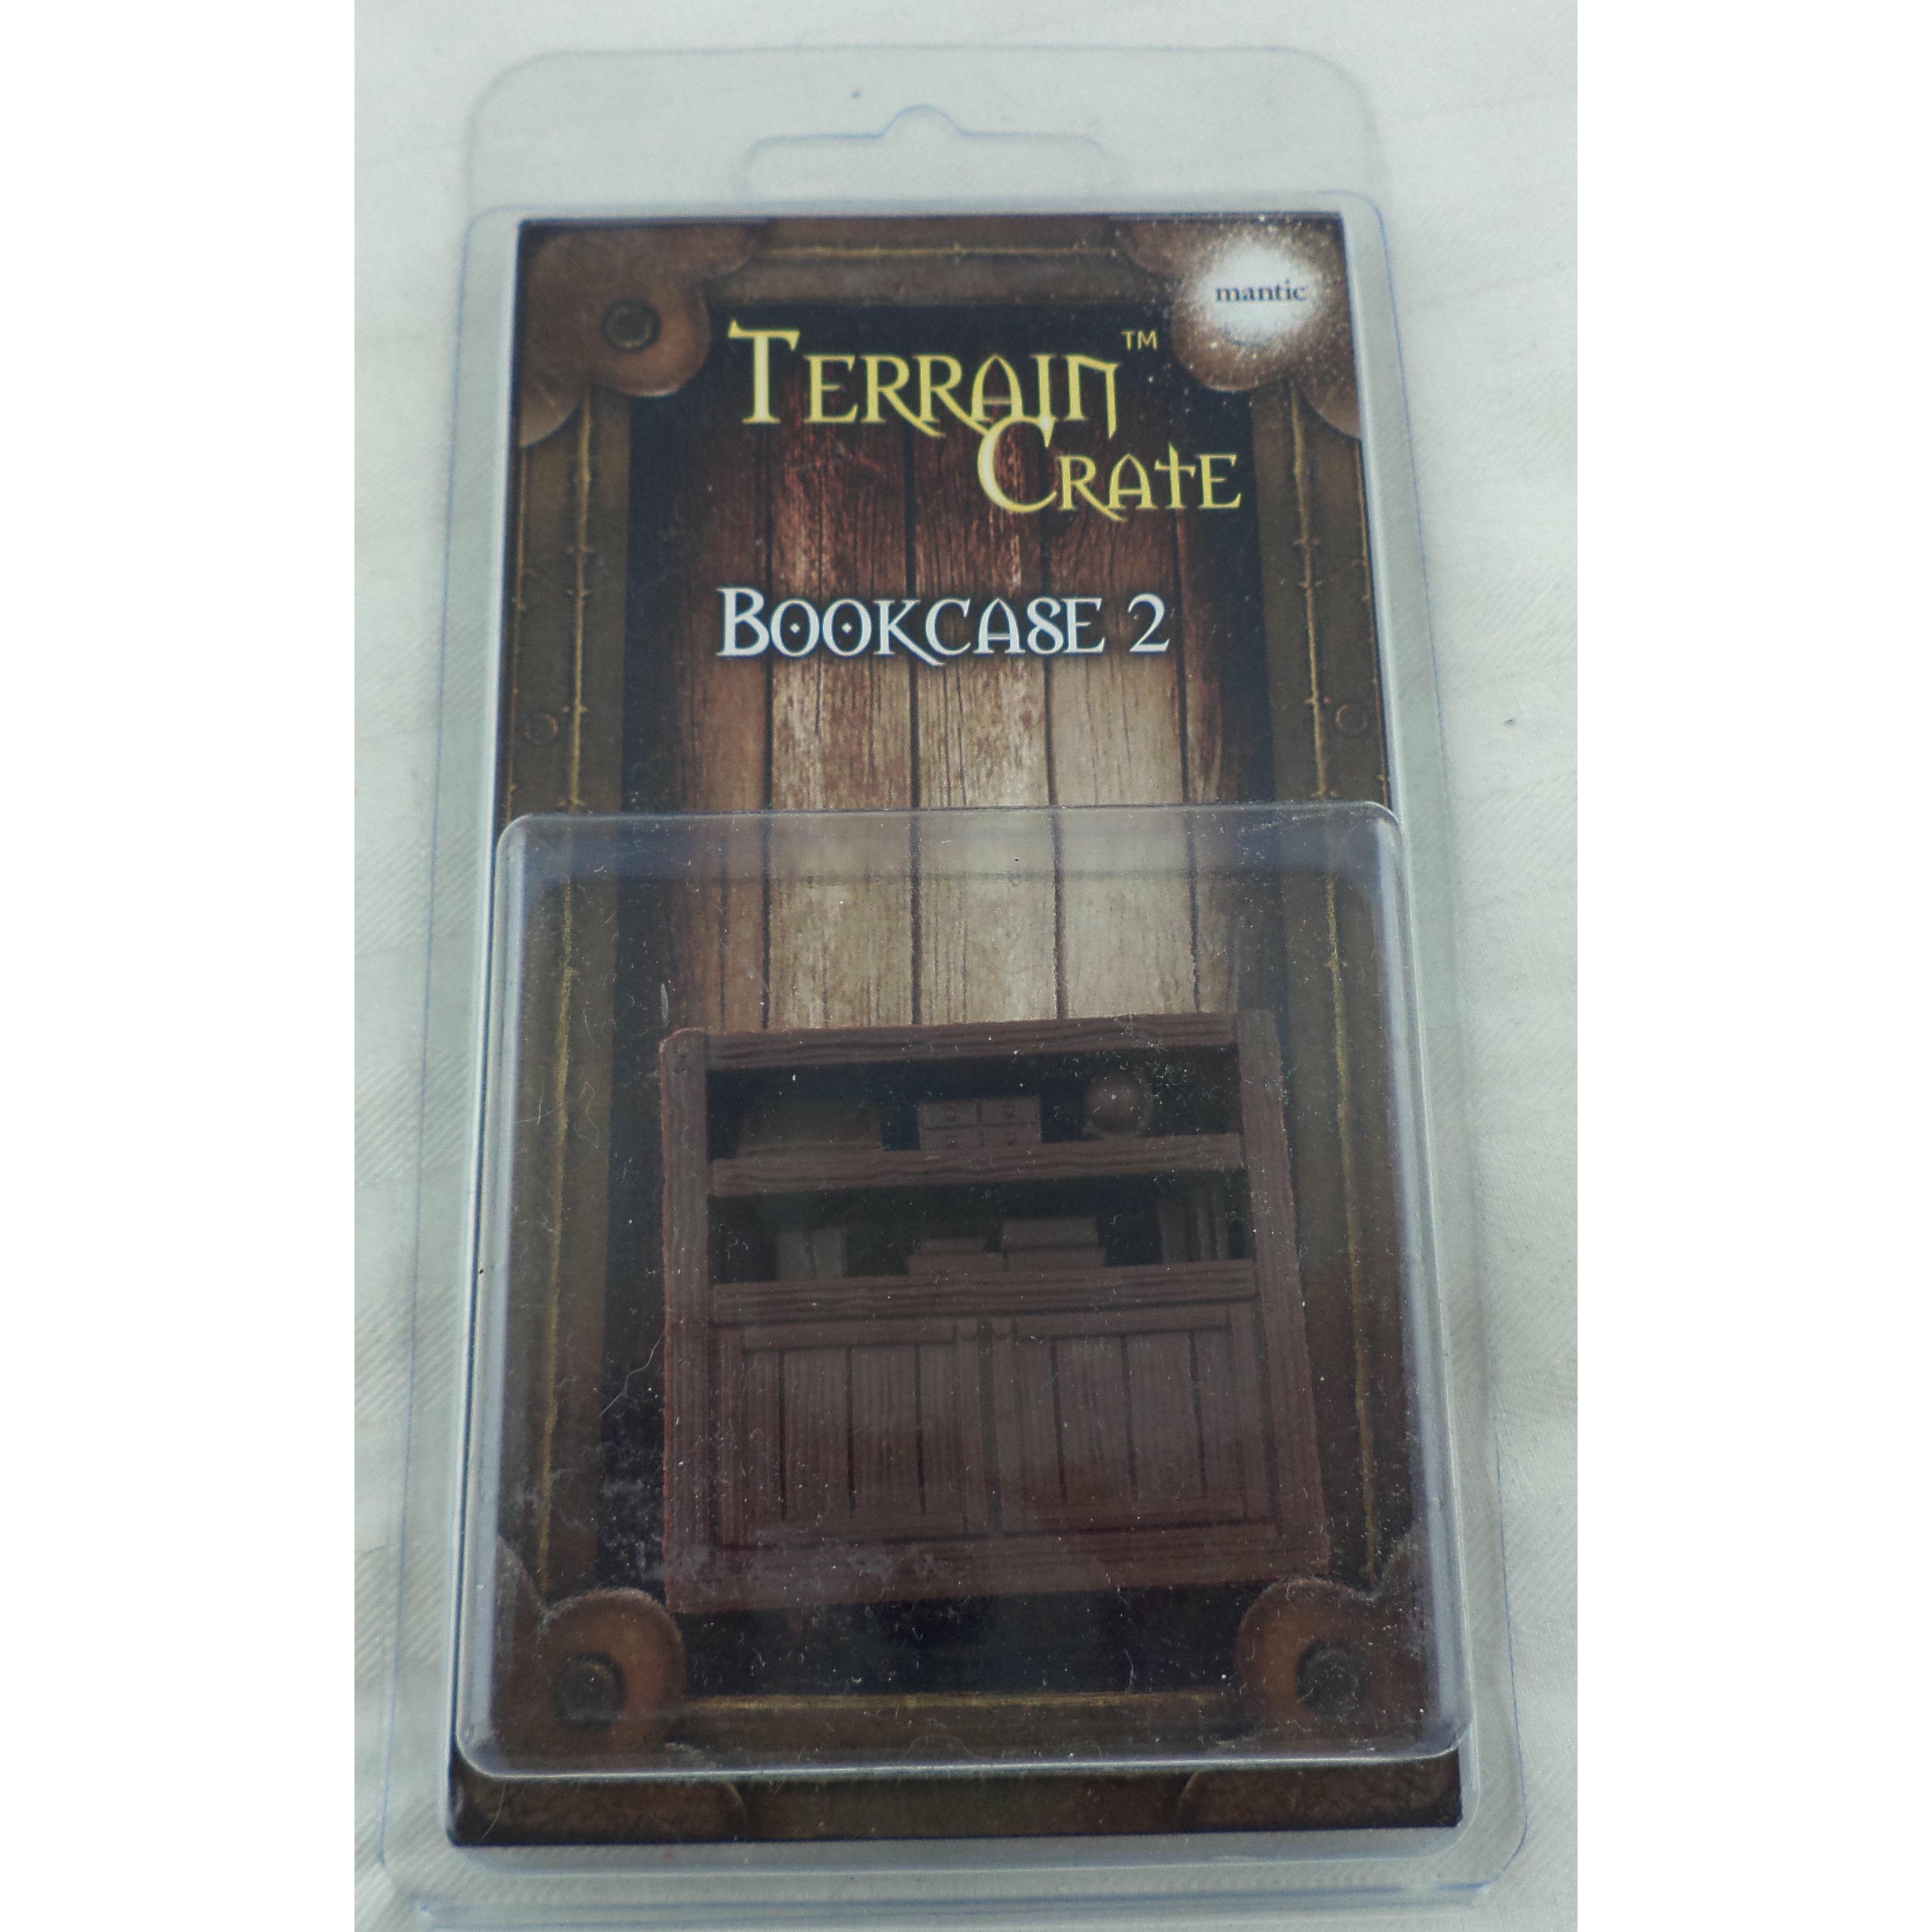 mantic
Terrain™
Crate
Bookcase 2